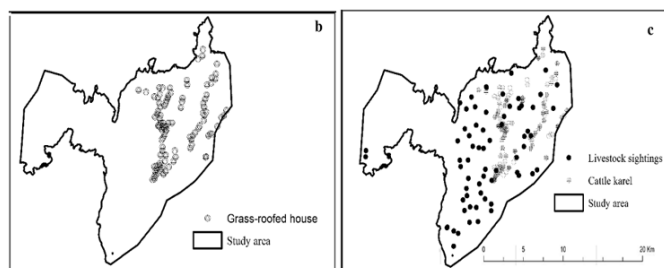 b
Grass-roofed house
Study area
c
Livestock sightings
Cattle karel
Study area
0 5 10 20 Km